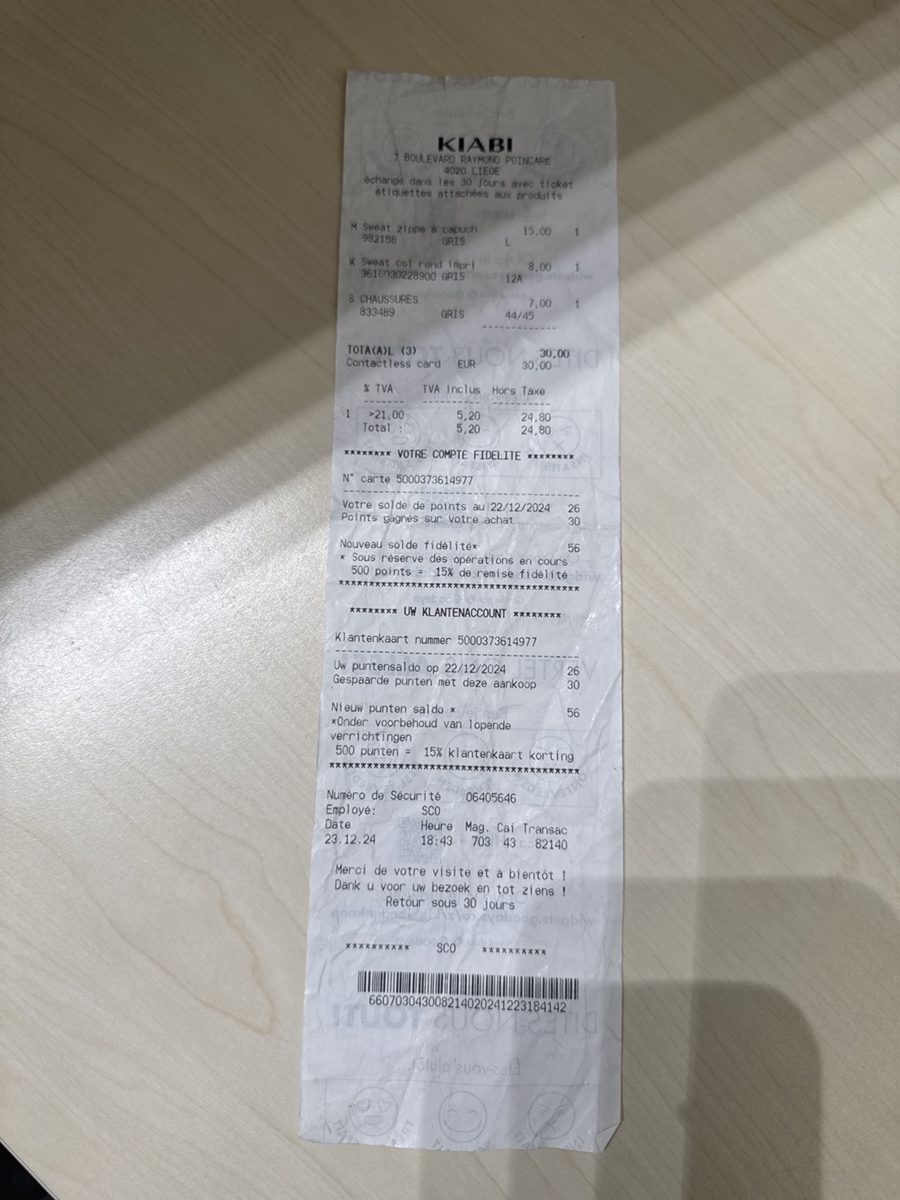 KIABI
7 BOULEVARD RAYMOND POINCARE
4020 LIEGE
échange dans les 30 jours avec ticket
étiquettes attachées aux produits
M Sweat zippe a capuch 15,00 1
982158 GRIS L
K Sweat col rond impri 8,00 1
3616030228900 GRIS 12A
S CHAUSSURES 7,00 1
833489 GRIS 44/45
------------
TOTA(A)L (3) 30,00
Contactless card EUR 30,00
% TVA TVA inclus Hors Taxe
------- --------- ---------
1 >21,00 5,20 24,80
Total : 5,20 24,80
******** VOTRE COMPTE FIDELITE ********
N° carte 5000373614977
----------------------------------------
Votre solde de points au 22/12/2024 26
Points gagnés sur votre achat 30
Nouveau solde fidélité* 56
* Sous réserve des opérations en cours
500 points = 15% de remise fidélité
****************************************
******** UW KLANTENACCOUNT ********
Klantenkaart nummer 5000373614977
----------------------------------------
Uw puntensaldo op 22/12/2024 26
Gespaarde punten met deze aankoop 30
Nieuw punten saldo * 56
*Onder voorbehoud van lopende
verrichtingen
500 punten = 15% klantenkaart korting
****************************************
Numéro de Sécurité 06405646
Employé: SCO
Date Heure Mag. Cai Transac
23.12.24 18:43 703 43 82140
Merci de votre visite et à bientôt !
Dank u voor uw bezoek en tot ziens !
Retour sous 30 jours
********** SCO **********
660703043008214020241223184142